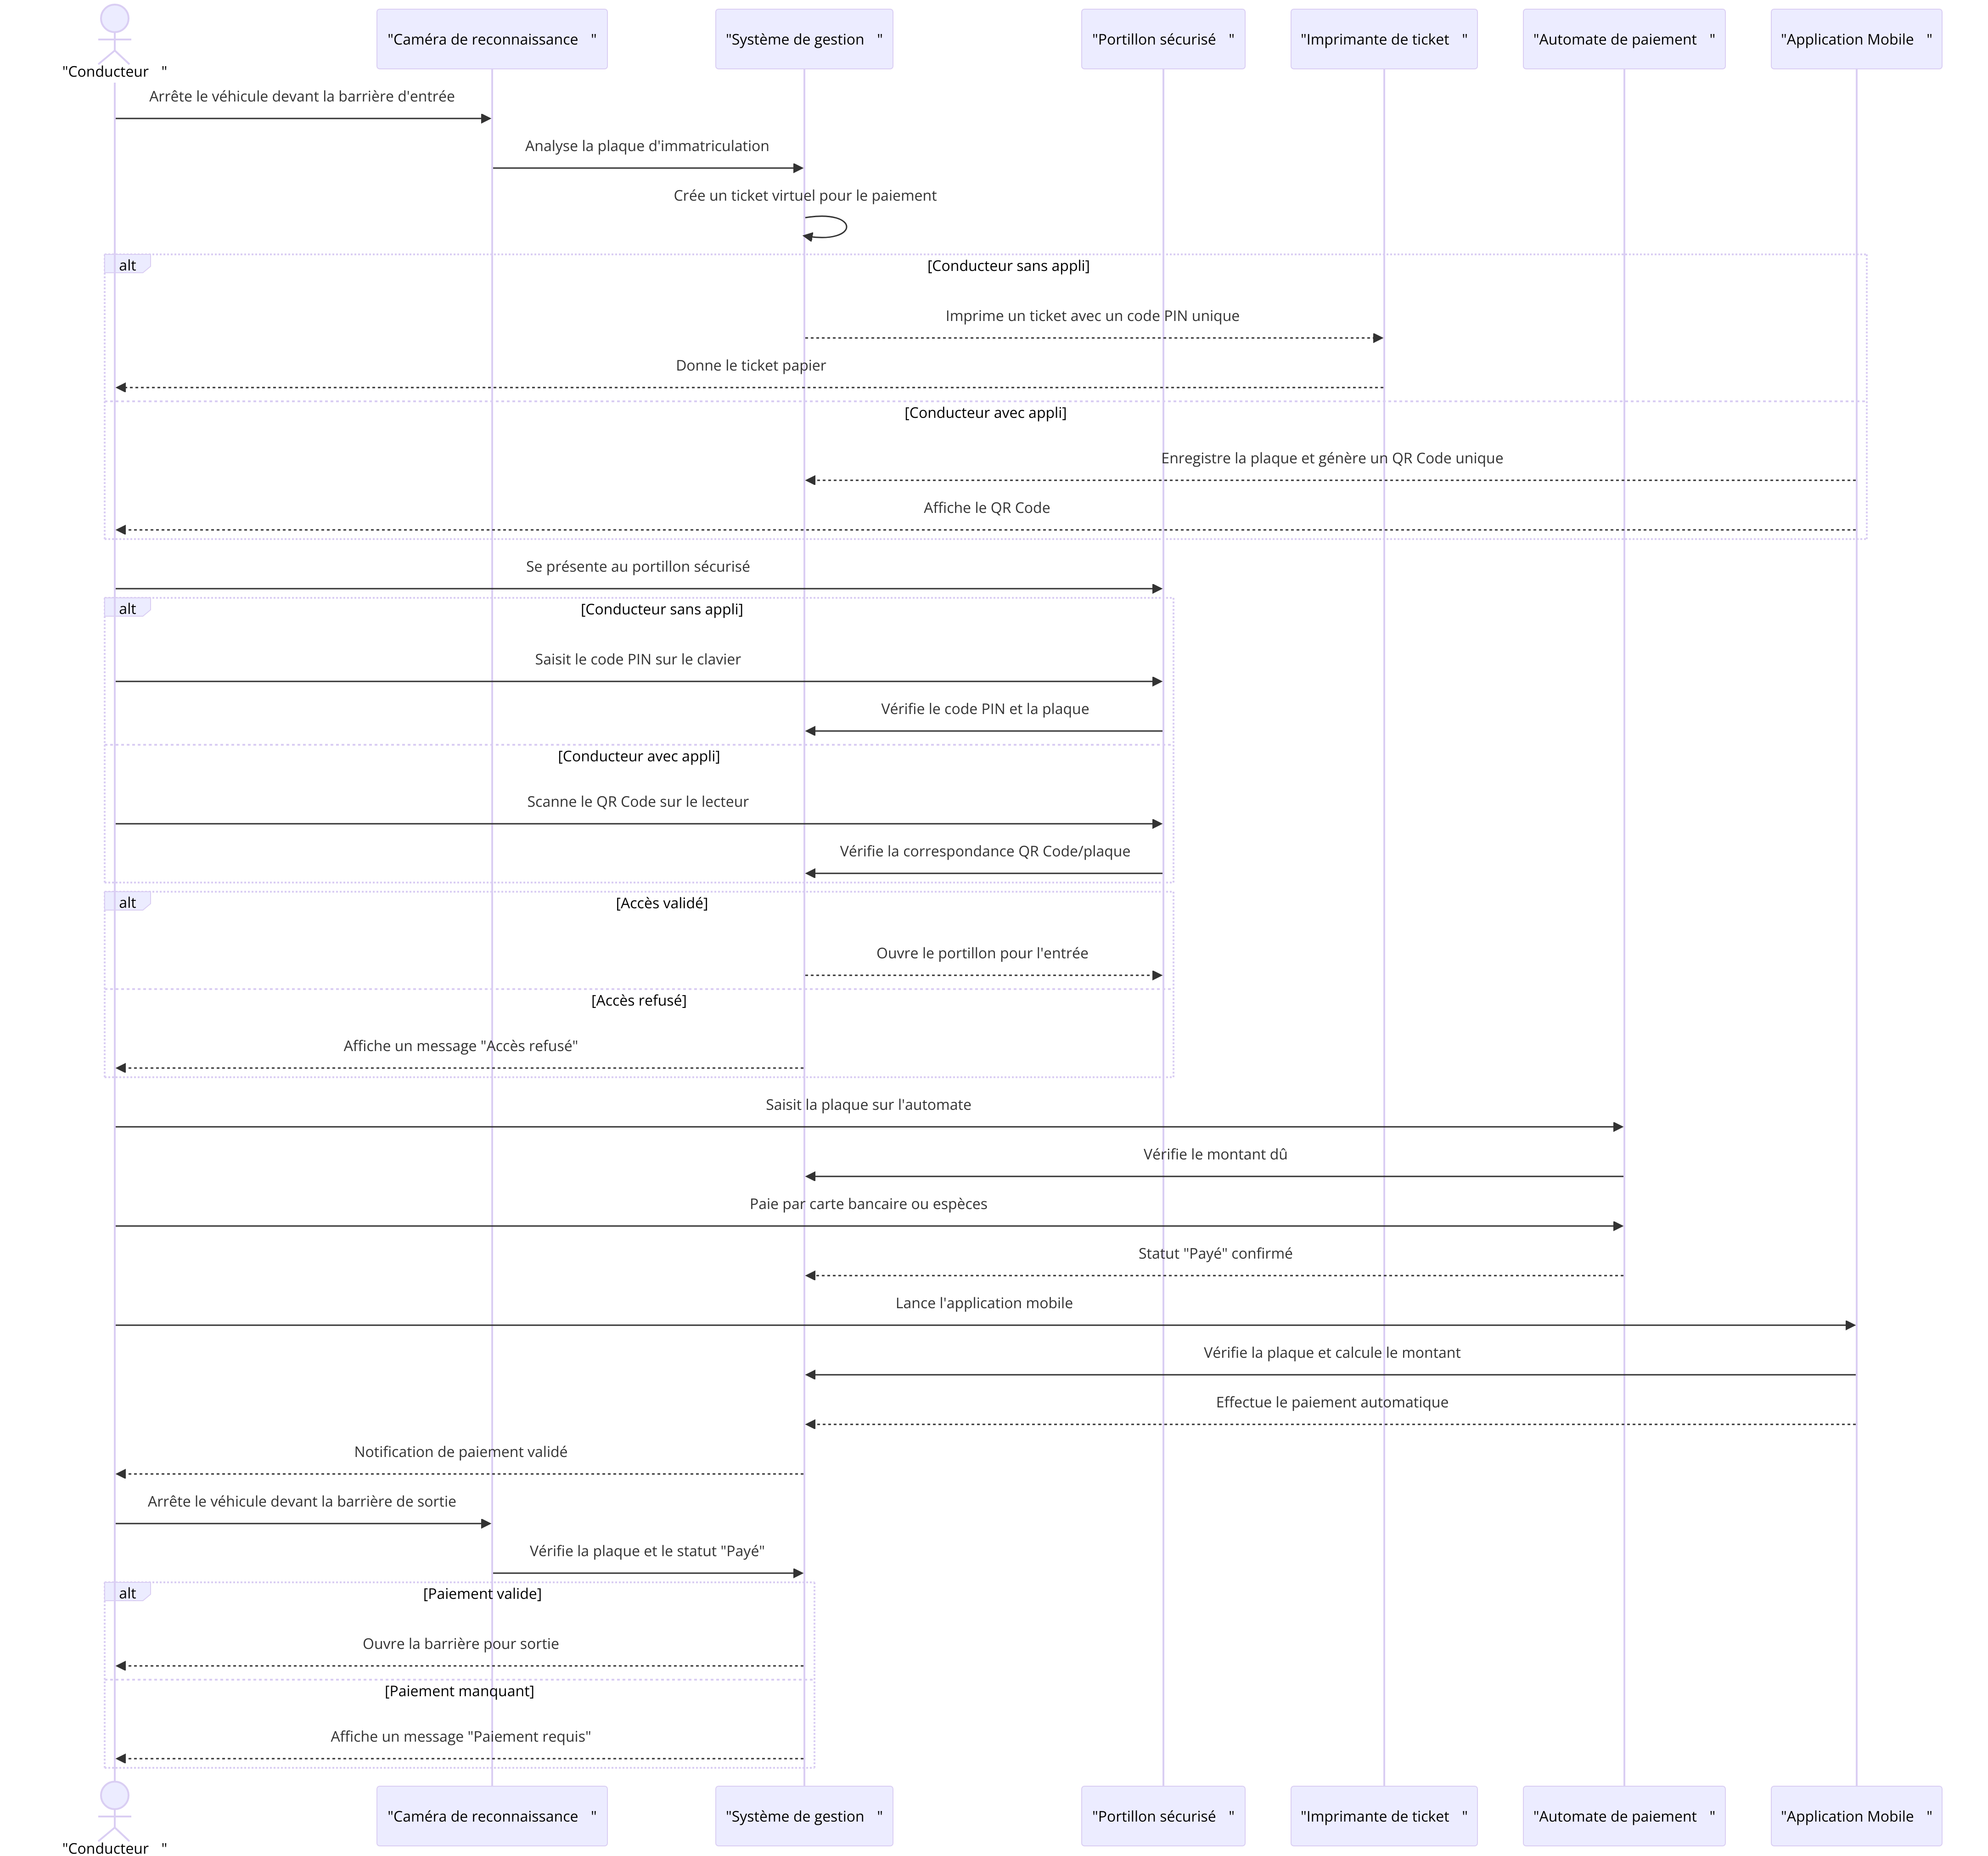 "Conducteur   "
"Caméra de reconnaissance   "
"Système de gestion   "
"Portillon sécurisé   "
"Imprimante de ticket   "
"Automate de paiement   "
"Application Mobile   "
Arrête le véhicule devant la barrière d'entrée
Analyse la plaque d'immatriculation
Crée un ticket virtuel pour le paiement
alt
[Conducteur sans appli]
Imprime un ticket avec un code PIN unique
Donne le ticket papier
[Conducteur avec appli]
Enregistre la plaque et génère un QR Code unique
Affiche le QR Code
Se présente au portillon sécurisé
alt
[Conducteur sans appli]
Saisit le code PIN sur le clavier
Vérifie le code PIN et la plaque
[Conducteur avec appli]
Scanne le QR Code sur le lecteur
Vérifie la correspondance QR Code/plaque
alt
[Accès validé]
Ouvre le portillon pour l'entrée
[Accès refusé]
Affiche un message "Accès refusé"
Saisit la plaque sur l'automate
Vérifie le montant dû
Paie par carte bancaire ou espèces
Statut "Payé" confirmé
Lance l'application mobile
Vérifie la plaque et calcule le montant
Effectue le paiement automatique
Notification de paiement validé
Arrête le véhicule devant la barrière de sortie
Vérifie la plaque et le statut "Payé"
alt
[Paiement valide]
Ouvre la barrière pour sortie
[Paiement manquant]
Affiche un message "Paiement requis"
"Conducteur   "
"Caméra de reconnaissance   "
"Système de gestion   "
"Portillon sécurisé   "
"Imprimante de ticket   "
"Automate de paiement   "
"Application Mobile   "